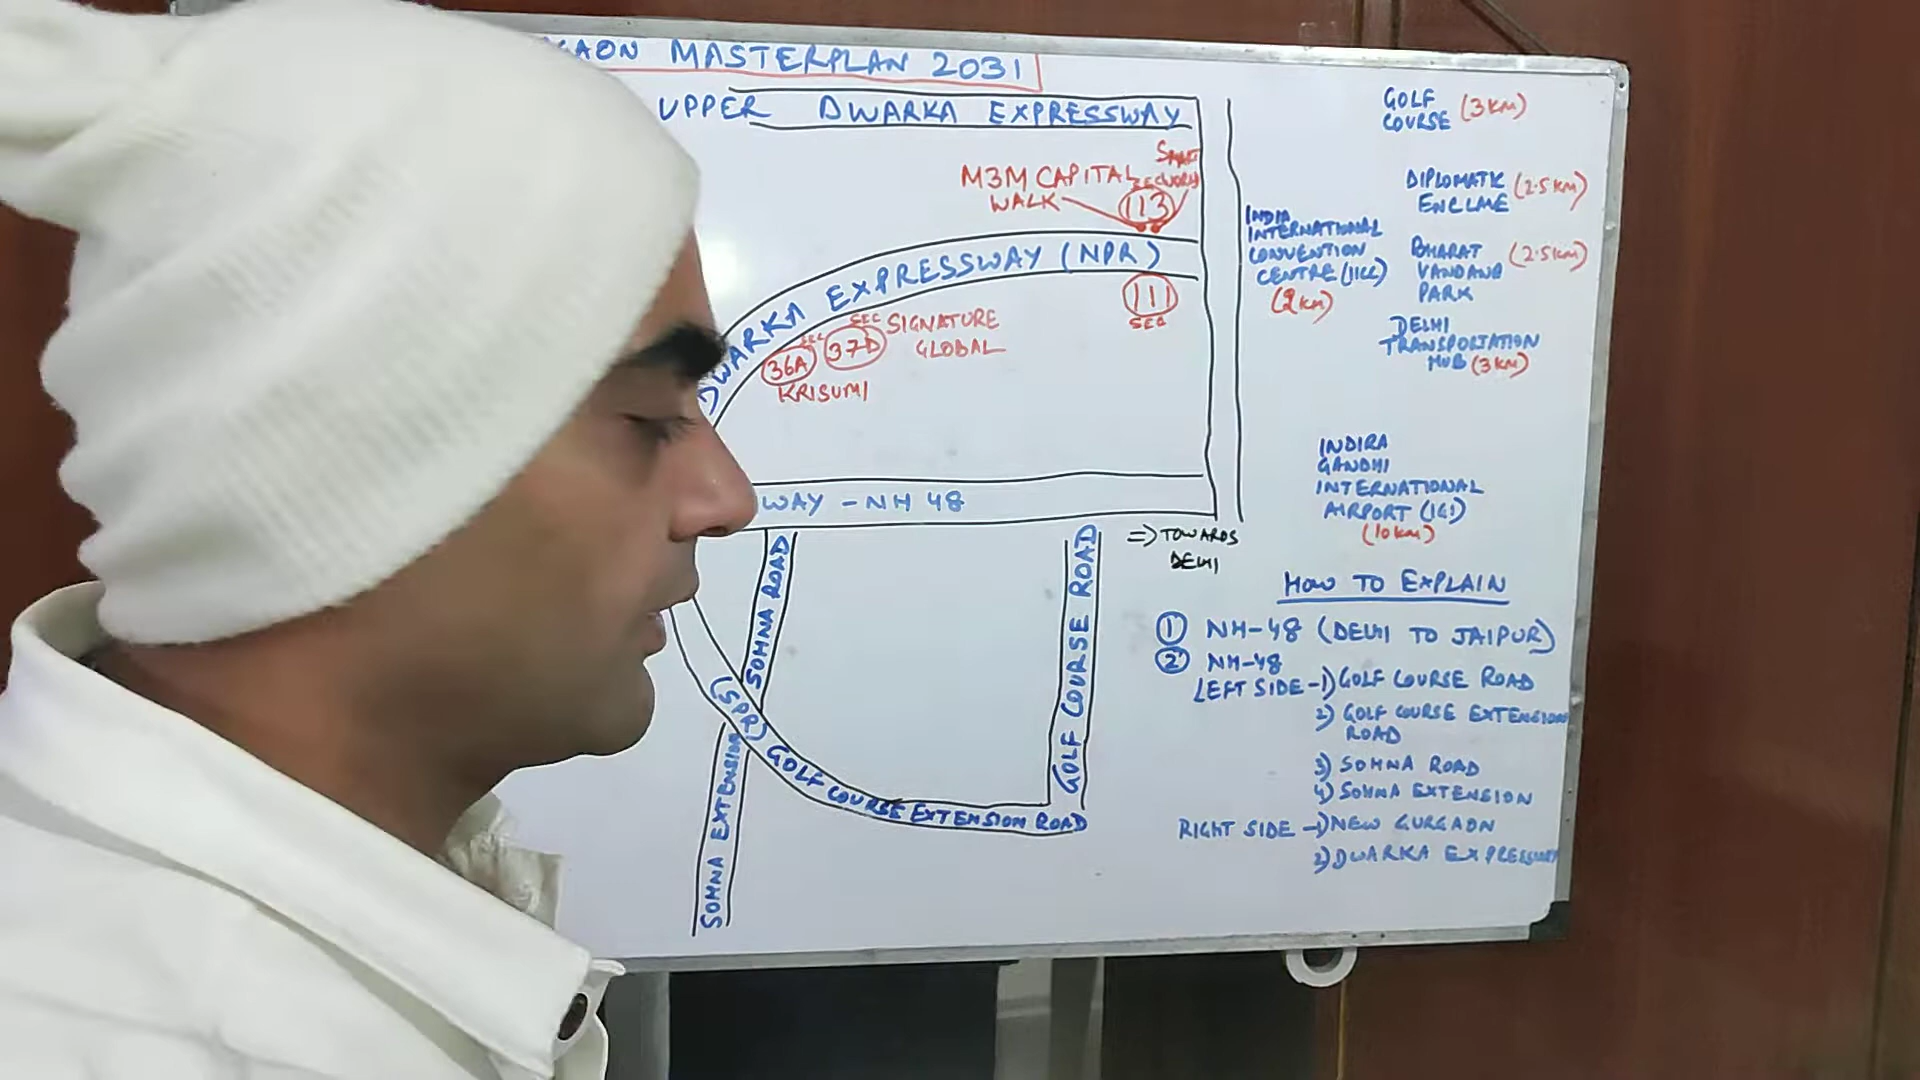 GAON MASTERPLAN 2031
UPPER DWARKA EXPRESSWAY
M3M CAPITAL
WALK
SMART
113
DWARKA EXPRESSWAY (NPR)
111
SEC
SEC
37D
SIGNATURE
GLOBAL
SEC
36A
KRISUMI
WAY - NH 48
=> TOWARDS
DELHI
SOHNA ROAD
(SPR)
SOHNA EXTENSION
GOLF COURSE EXTENSION ROAD
GOLF COURSE ROAD
GOLF
COURSE (3KM)
DIPLOMATIC
ENCLAVE (2.5KM)
INDIA
INTERNATIONAL
CONVENTION
CENTRE (IICC)
(2KM)
BHARAT
VANDANA
PARK
(2.5KM)
DELHI
TRANSPORTATION
HUB (3KM)
INDIRA
GANDHI
INTERNATIONAL
AIRPORT (IGI)
(10KM)
HOW TO EXPLAIN
① NH-48 (DELHI TO JAIPUR)
② NH-48
LEFT SIDE -1) GOLF COURSE ROAD
2) GOLF COURSE EXTENSION
ROAD
3) SOHNA ROAD
4) SOHNA EXTENSION
RIGHT SIDE -1) NEW GURGAON
2) DWARKA EXPRESSWAY